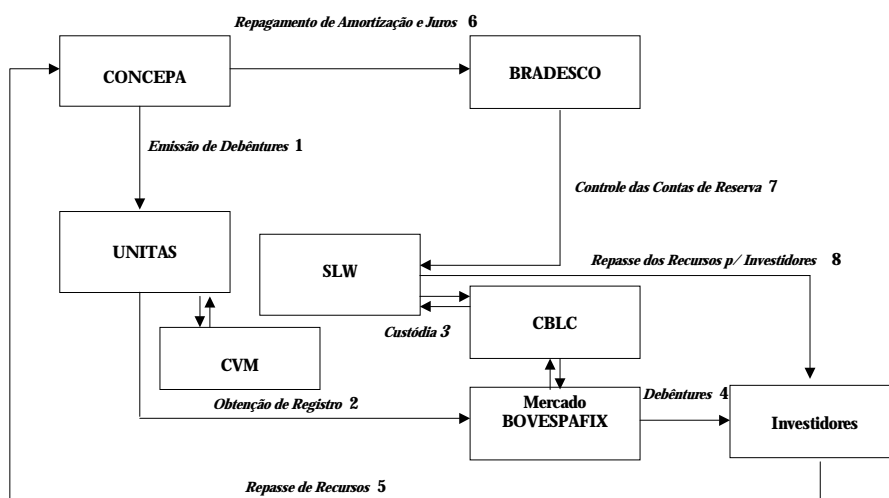 Repagamento de Amortização e Juros 6
CONCEPA
BRADESCO
Emissão de Debêntures 1
Controle das Contas de Reserva 7
UNITAS
SLW
Repasse dos Recursos p/ Investidores 8
Custódia 3
CBLC
CVM
Obtenção de Registro 2
Mercado
BOVESPAFIX
Debêntures 4
Investidores
Repasse de Recursos 5